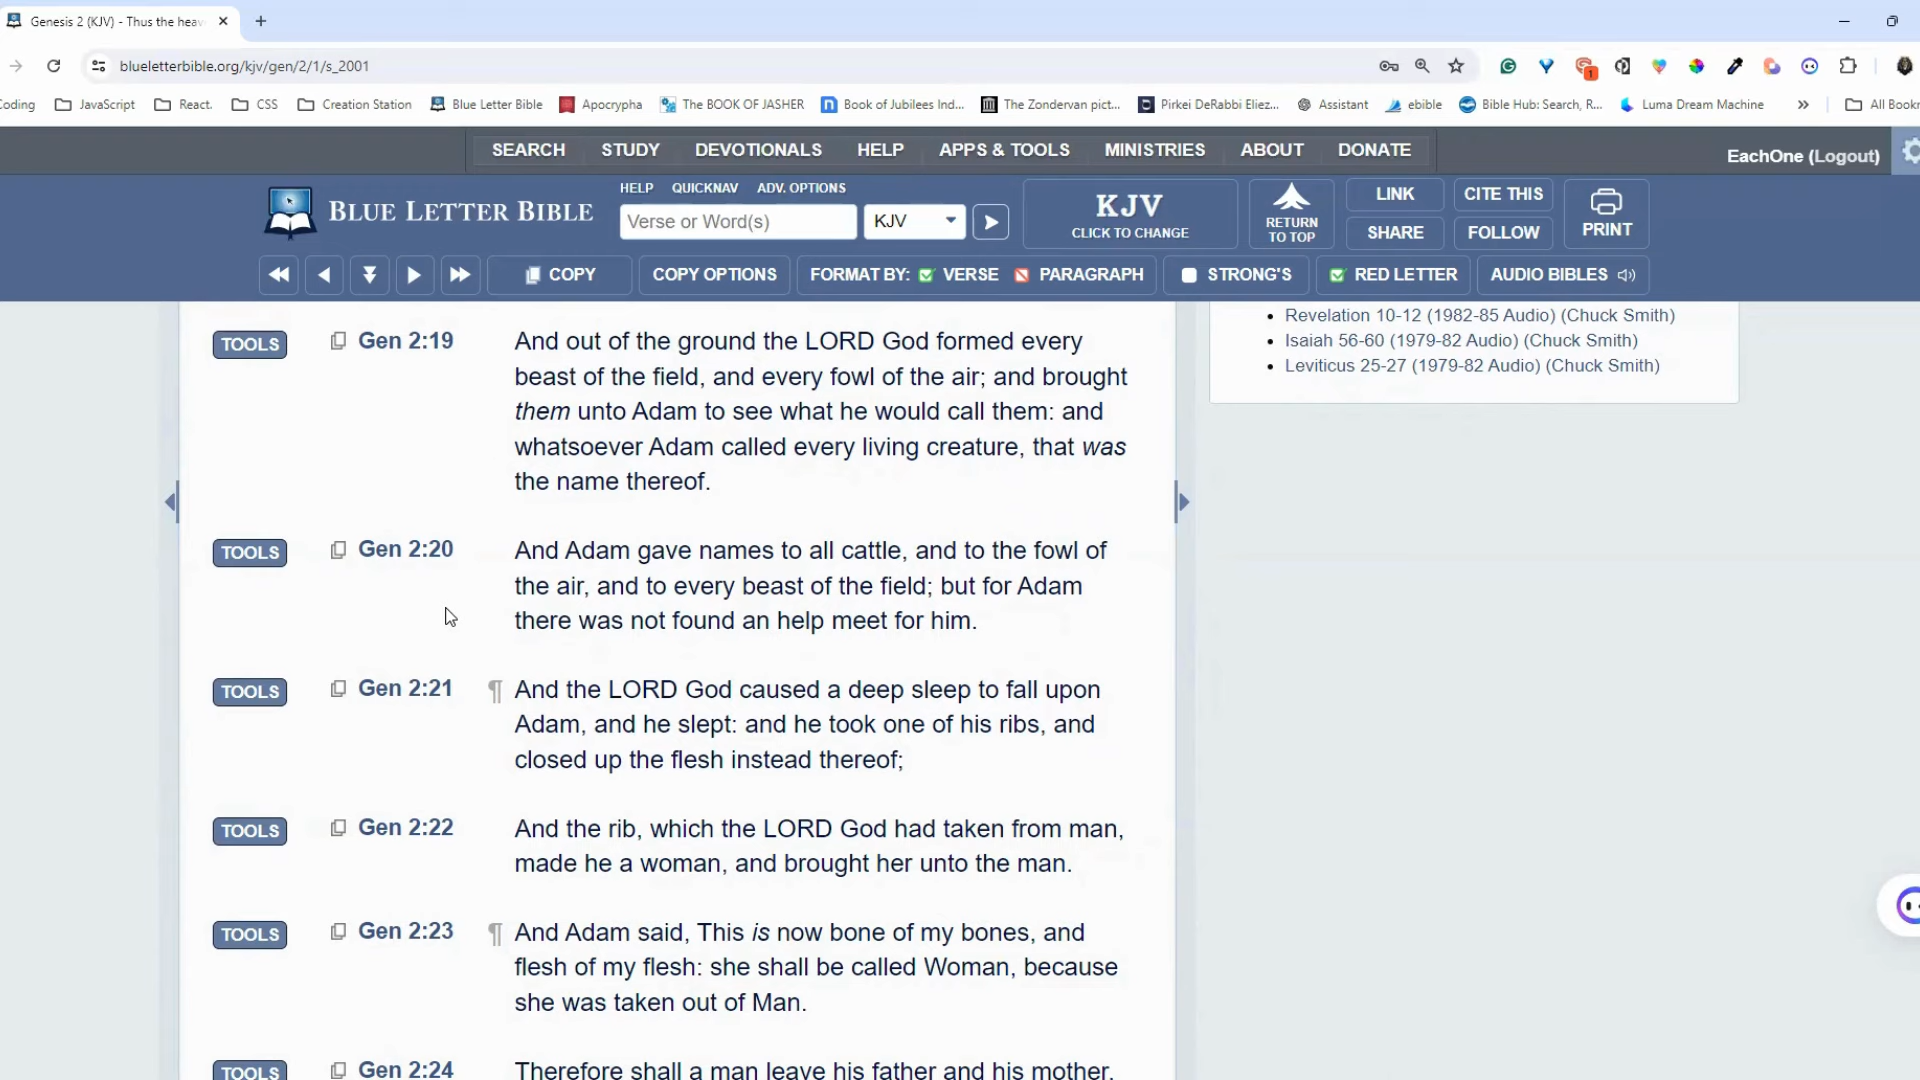 Genesis 2 (KJV) - Thus the heav
blueletterbible.org/kjv/gen/2/1/s_2001
1
Coding JavaScript React. CSS Creation Station Blue Letter Bible Apocrypha The BOOK OF JASHER Book of Jubilees Ind... The Zondervan pict... Pirkei DeRabbi Eliez... Assistant ebible Bible Hub: Search, R... Luma Dream Machine » All Bookr
SEARCH STUDY DEVOTIONALS HELP APPS & TOOLS MINISTRIES ABOUT DONATE EachOne (Logout)
BLUE LETTER BIBLE
HELP QUICKNAV ADV. OPTIONS
Verse or Word(s) KJV
KJV
CLICK TO CHANGE
RETURN
TO TOP
LINK CITE THIS
SHARE FOLLOW
PRINT
COPY COPY OPTIONS FORMAT BY: VERSE PARAGRAPH STRONG'S RED LETTER AUDIO BIBLES
TOOLS Gen 2:19 And out of the ground the LORD God formed every
beast of the field, and every fowl of the air; and brought
them unto Adam to see what he would call them: and
whatsoever Adam called every living creature, that was
the name thereof.
TOOLS Gen 2:20 And Adam gave names to all cattle, and to the fowl of
the air, and to every beast of the field; but for Adam
there was not found an help meet for him.
TOOLS Gen 2:21 ¶ And the LORD God caused a deep sleep to fall upon
Adam, and he slept: and he took one of his ribs, and
closed up the flesh instead thereof;
TOOLS Gen 2:22 And the rib, which the LORD God had taken from man,
made he a woman, and brought her unto the man.
TOOLS Gen 2:23 ¶ And Adam said, This is now bone of my bones, and
flesh of my flesh: she shall be called Woman, because
she was taken out of Man.
TOOLS Gen 2:24 Therefore shall a man leave his father and his mother,
Revelation 10-12 (1982-85 Audio) (Chuck Smith)
Isaiah 56-60 (1979-82 Audio) (Chuck Smith)
Leviticus 25-27 (1979-82 Audio) (Chuck Smith)